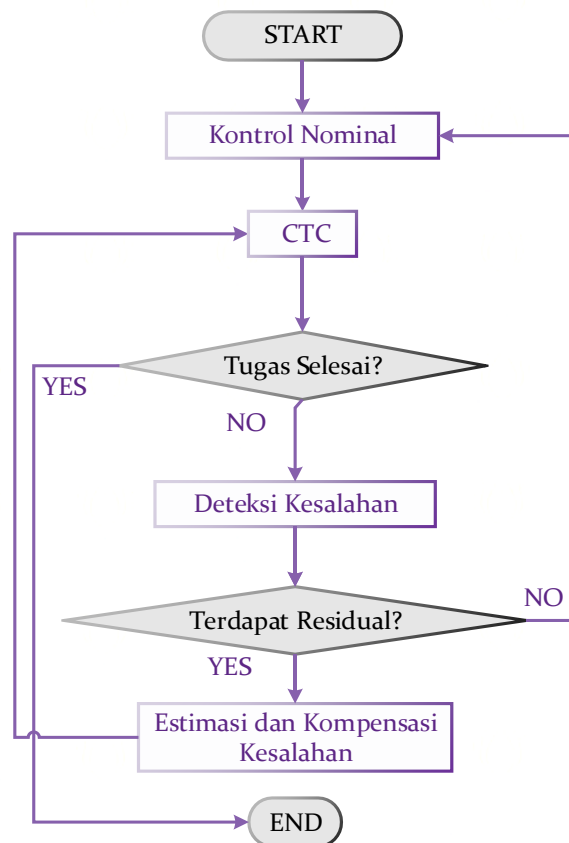 START
Kontrol Nominal
CTC
Tugas Selesai?
YES
NO
Deteksi Kesalahan
Terdapat Residual?
NO
YES
Estimasi dan Kompensasi
Kesalahan
END